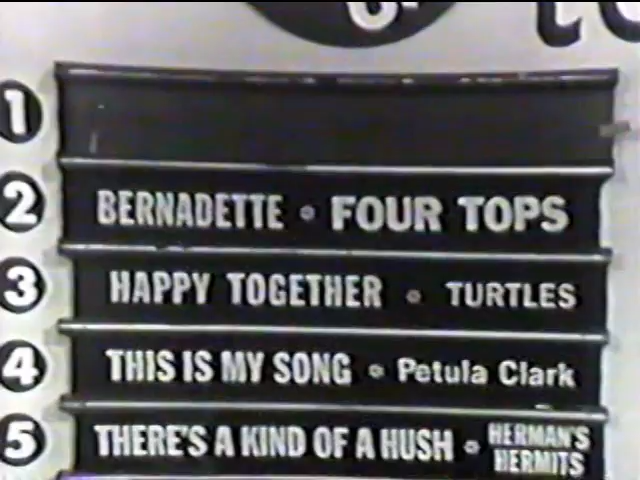 1
2 BERNADETTE • FOUR TOPS
3 HAPPY TOGETHER • TURTLES
4 THIS IS MY SONG • Petula Clark
5 THERE'S A KIND OF A HUSH • HERMAN'S HERMITS